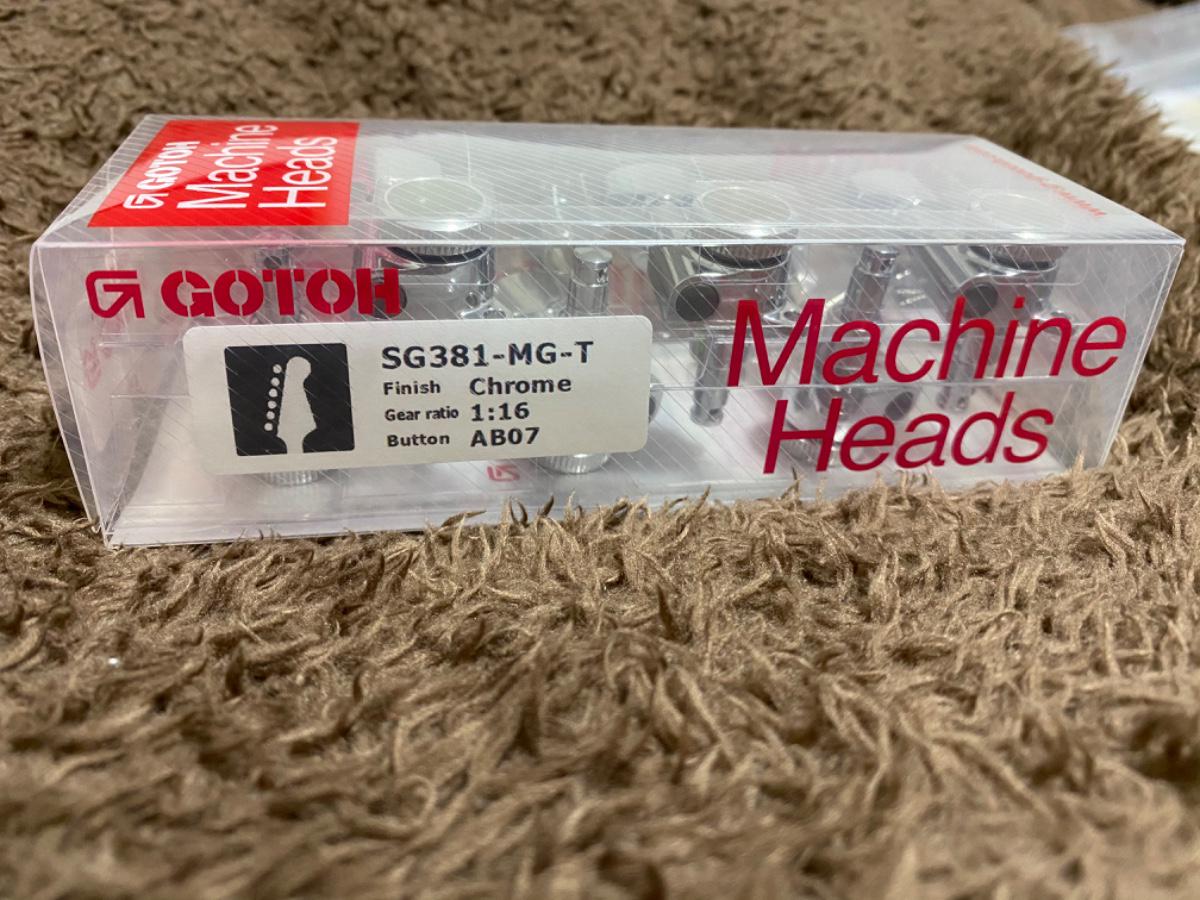 GOTOH
Machine
Heads
GOTOH
SG381-MG-T
Finish Chrome
Gear ratio 1:16
Button AB07
Machine
Heads